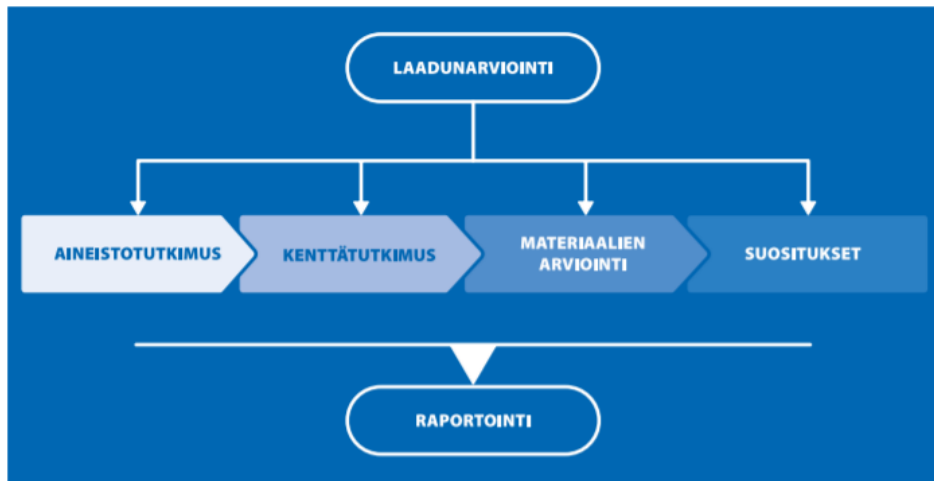 LAADUNARVIOINTI
AINEISTOTUTKIMUS
KENTTÄTUTKIMUS
MATERIAALIEN
ARVIOINTI
SUOSITUKSET
RAPORTOINTI